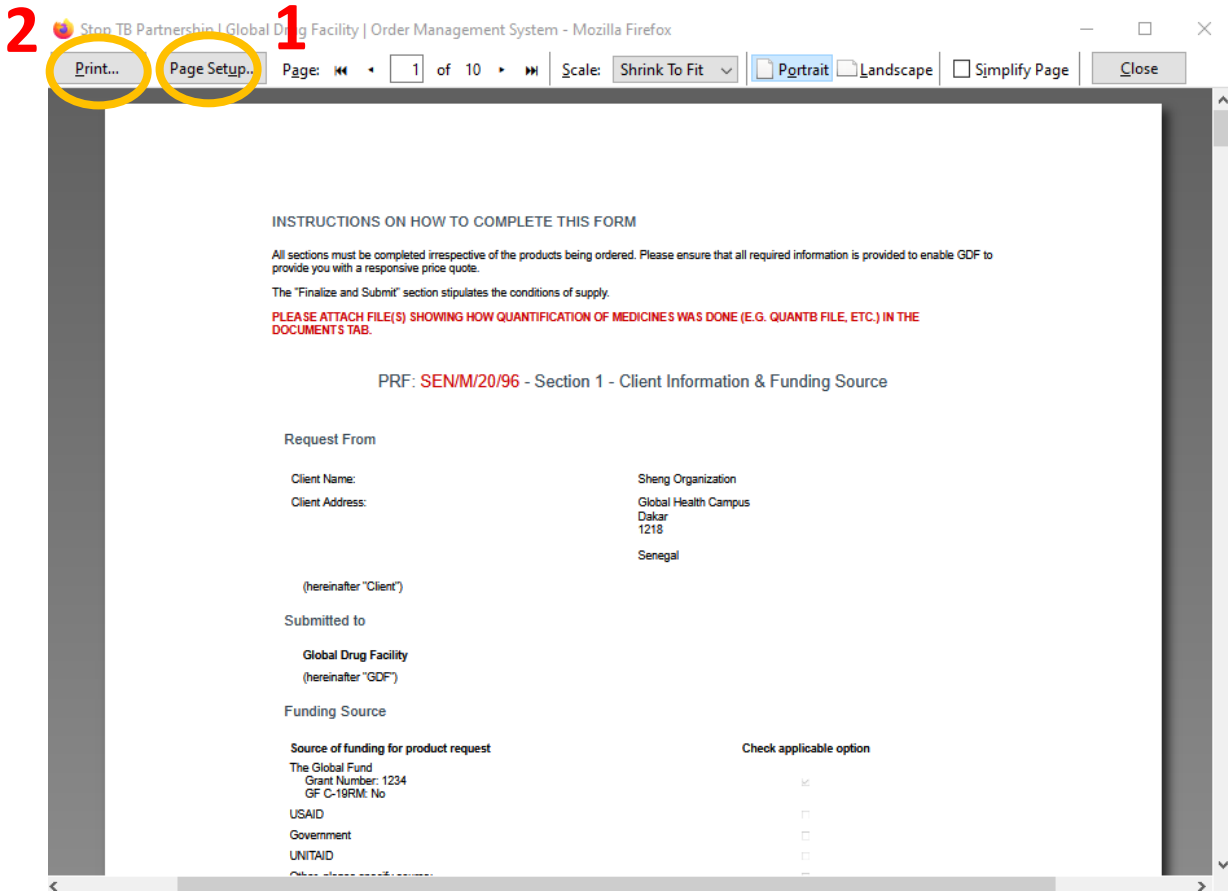 2
1
Stop TB Partnership | Global Drug Facility | Order Management System - Mozilla Firefox
Print... Page Setup... Page: 1 of 10 Scale: Shrink To Fit Portrait Landscape Simplify Page Close
INSTRUCTIONS ON HOW TO COMPLETE THIS FORM
All sections must be completed irrespective of the products being ordered. Please ensure that all required information is provided to enable GDF to
provide you with a responsive price quote.
The "Finalize and Submit" section stipulates the conditions of supply.
PLEASE ATTACH FILE(S) SHOWING HOW QUANTIFICATION OF MEDICINES WAS DONE (E.G. QUANTB FILE, ETC.) IN THE
DOCUMENTS TAB.
PRF: SEN/M/20/96 - Section 1 - Client Information & Funding Source
Request From
Client Name: Sheng Organization
Client Address: Global Health Campus
Dakar
1218
Senegal
(hereinafter "Client")
Submitted to
Global Drug Facility
(hereinafter "GDF")
Funding Source
Source of funding for product request Check applicable option
The Global Fund
Grant Number: 1234
GF C-19RM: No
USAID
Government
UNITAID
Other, please specify source: